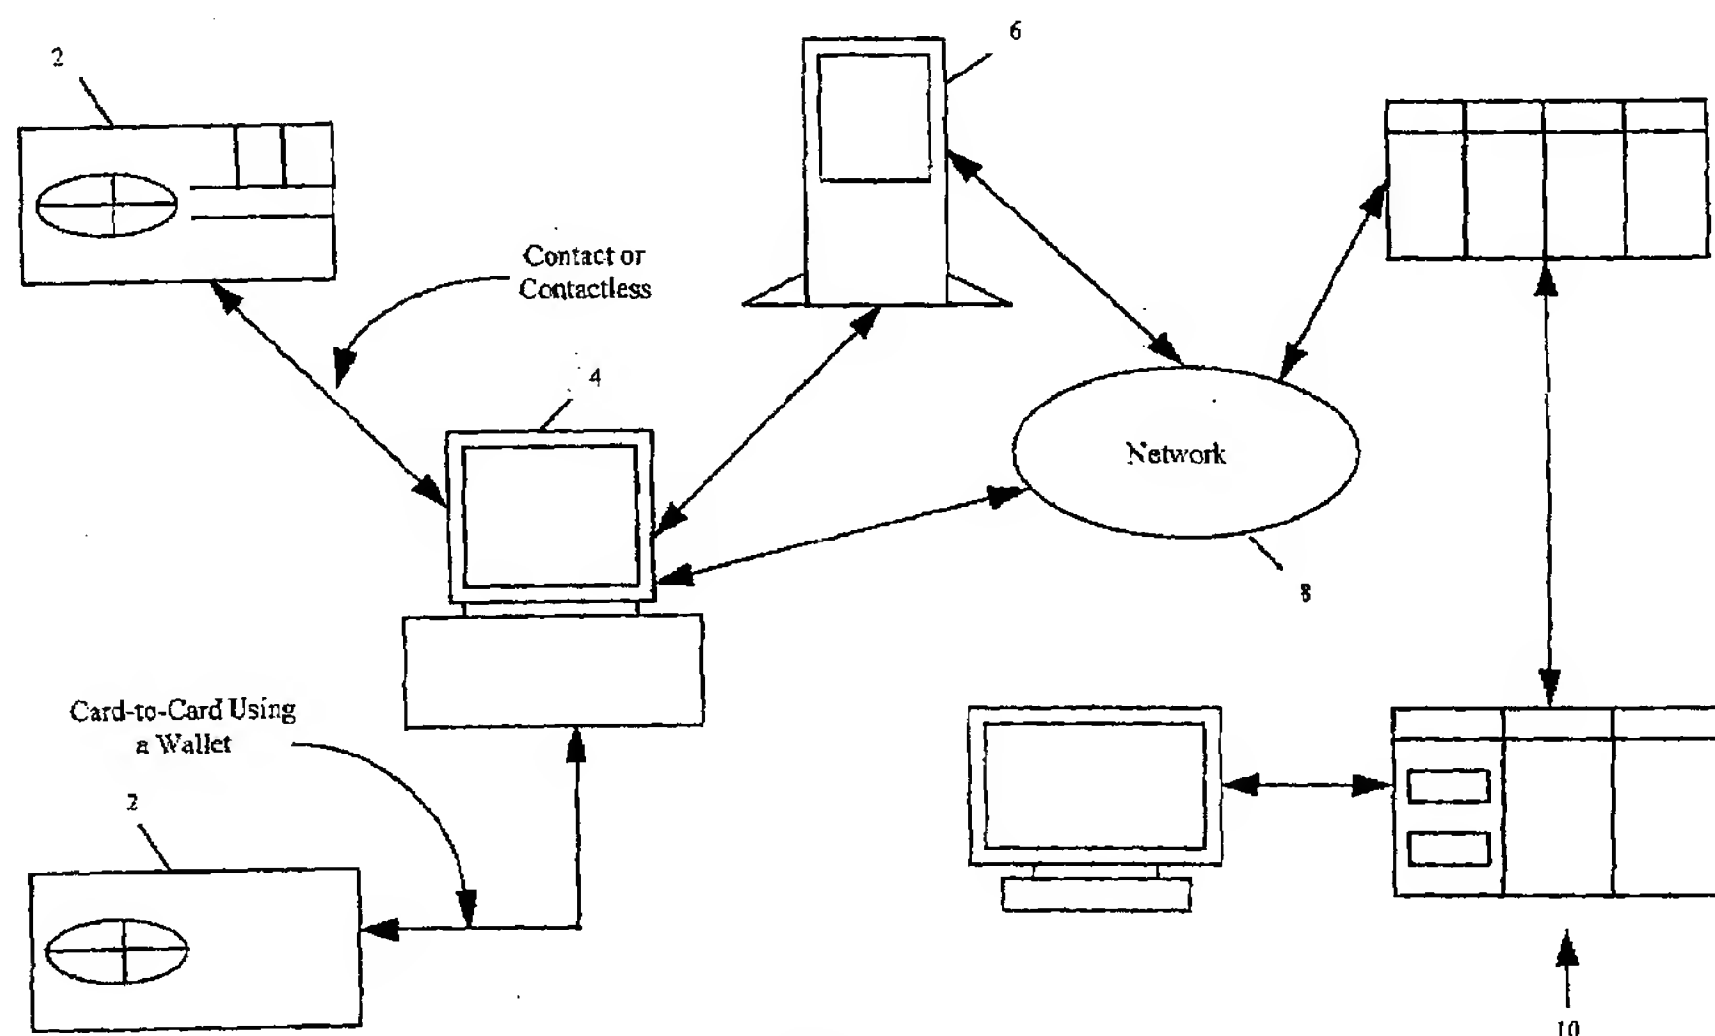 2
6
Contact or
Contactless
4
Network
8
Card-to-Card Using
a Wallet
2
10